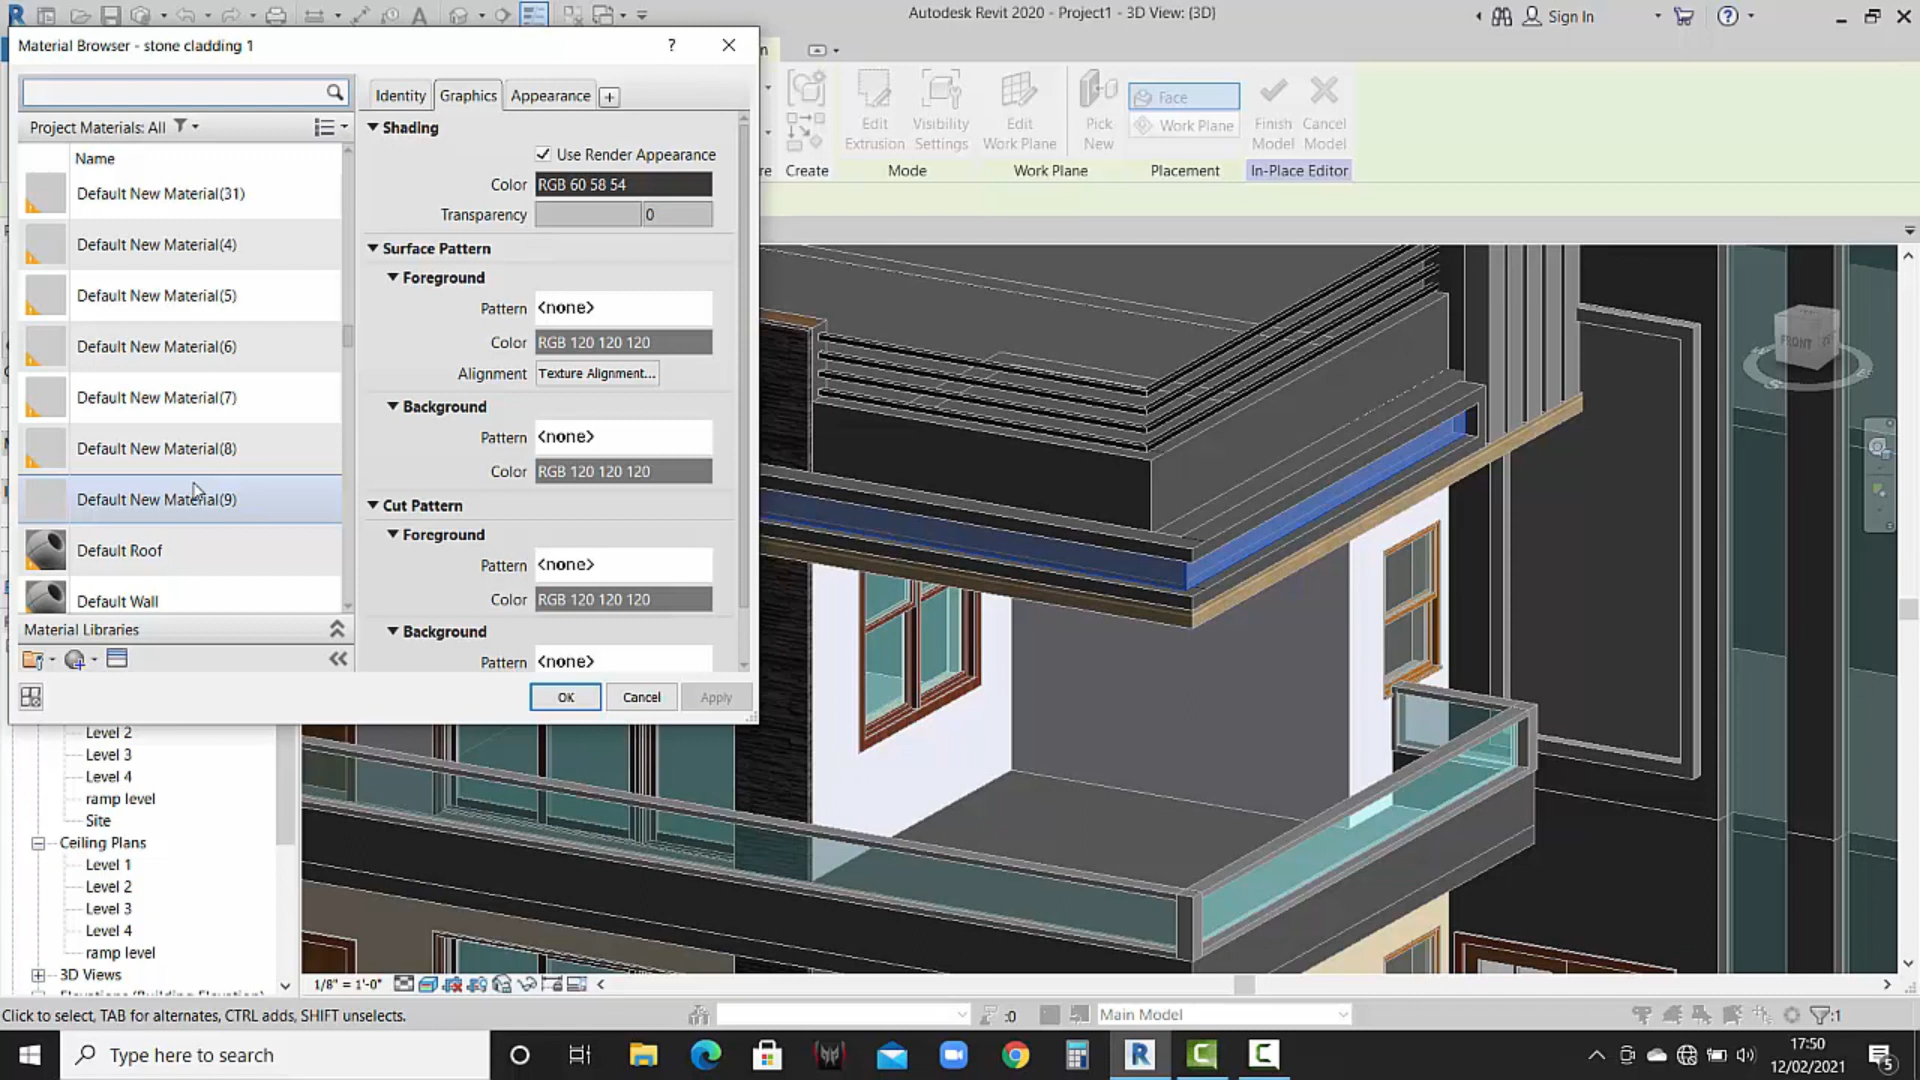 Autodesk Revit 2020 - Project1 - 3D View: {3D}
Sign In
Material Browser - stone cladding 1
Project Materials: All
Name
Default New Material(31)
Default New Material(4)
Default New Material(5)
Default New Material(6)
Default New Material(7)
Default New Material(8)
Default New Material(9)
Default Roof
Default Wall
Material Libraries
Identity
Graphics
Appearance
Shading
Use Render Appearance
Color
RGB 60 58 54
Transparency
0
Surface Pattern
Foreground
Pattern
<none>
Color
RGB 120 120 120
Alignment
Texture Alignment...
Background
Pattern
<none>
Color
RGB 120 120 120
Cut Pattern
Foreground
Pattern
<none>
Color
RGB 120 120 120
Background
Pattern
<none>
OK
Cancel
Apply
Create
Edit
Extrusion
Visibility
Settings
Mode
Edit
Work Plane
Work Plane
Pick
New
Face
Work Plane
Placement
Finish
Model
Cancel
Model
In-Place Editor
FRONT
Level 2
Level 3
Level 4
ramp level
Site
Ceiling Plans
Level 1
Level 2
Level 3
Level 4
ramp level
3D Views
Elevations (Building Elevation)
1/8" = 1'-0"
Click to select, TAB for alternates, CTRL adds, SHIFT unselects.
:0
Main Model
:1
Type here to search
17:50
12/02/2021
5